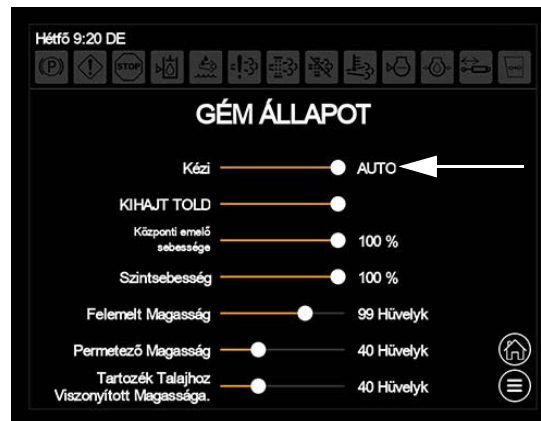 Hétfő 9:20 DE
(P) STOP
GÉM ÁLLAPOT
Kézi AUTO
KIHAJT TOLD
Központi emelő
sebessége 100 %
Szintsebesség 100 %
Felemelt Magasság 99 Hüvelyk
Permetező Magasság 40 Hüvelyk
Tartozék Talajhoz
Viszonyított Magassága. 40 Hüvelyk